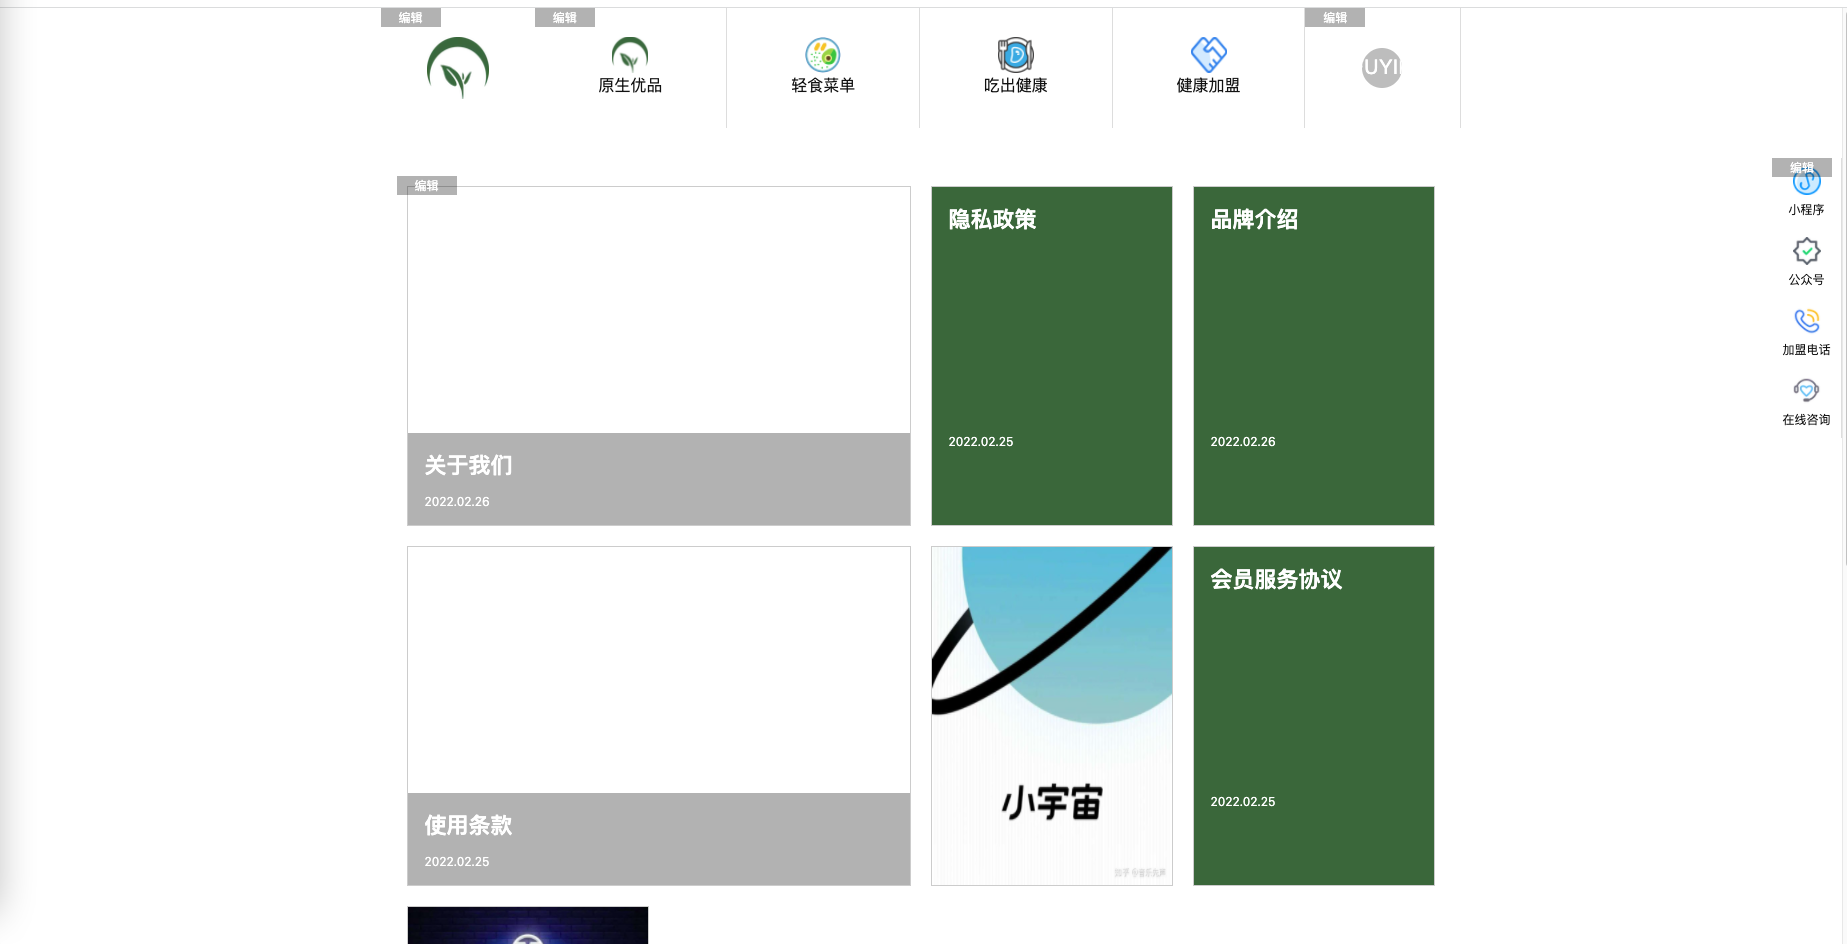 编辑
编辑
编辑
原生优品
轻食菜单
吃出健康
健康加盟
UYI
编辑
小程序
公众号
加盟电话
在线咨询
编辑
关于我们
2022.02.26
隐私政策
2022.02.25
品牌介绍
2022.02.26
使用条款
2022.02.25
小宇宙
会员服务协议
2022.02.25